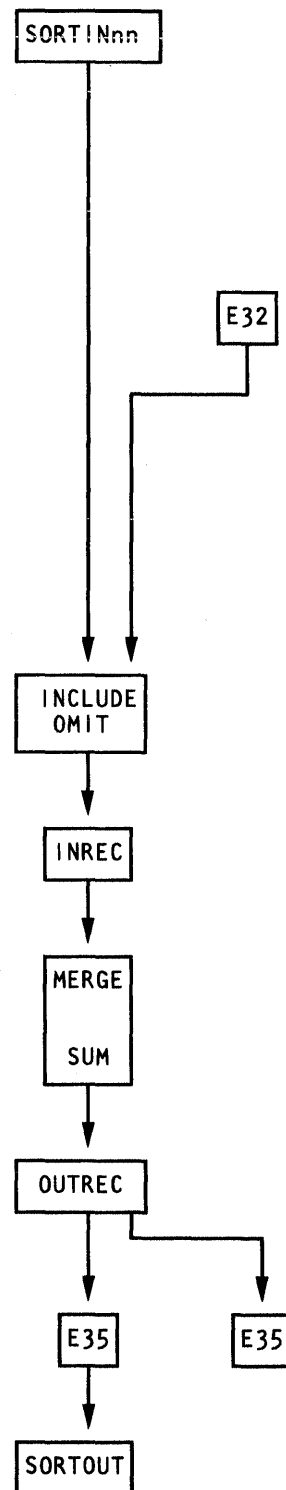 SORTINnn
E32
INCLUDE
OMIT
INREC
MERGE
SUM
OUTREC
E35
E35
SORTOUT